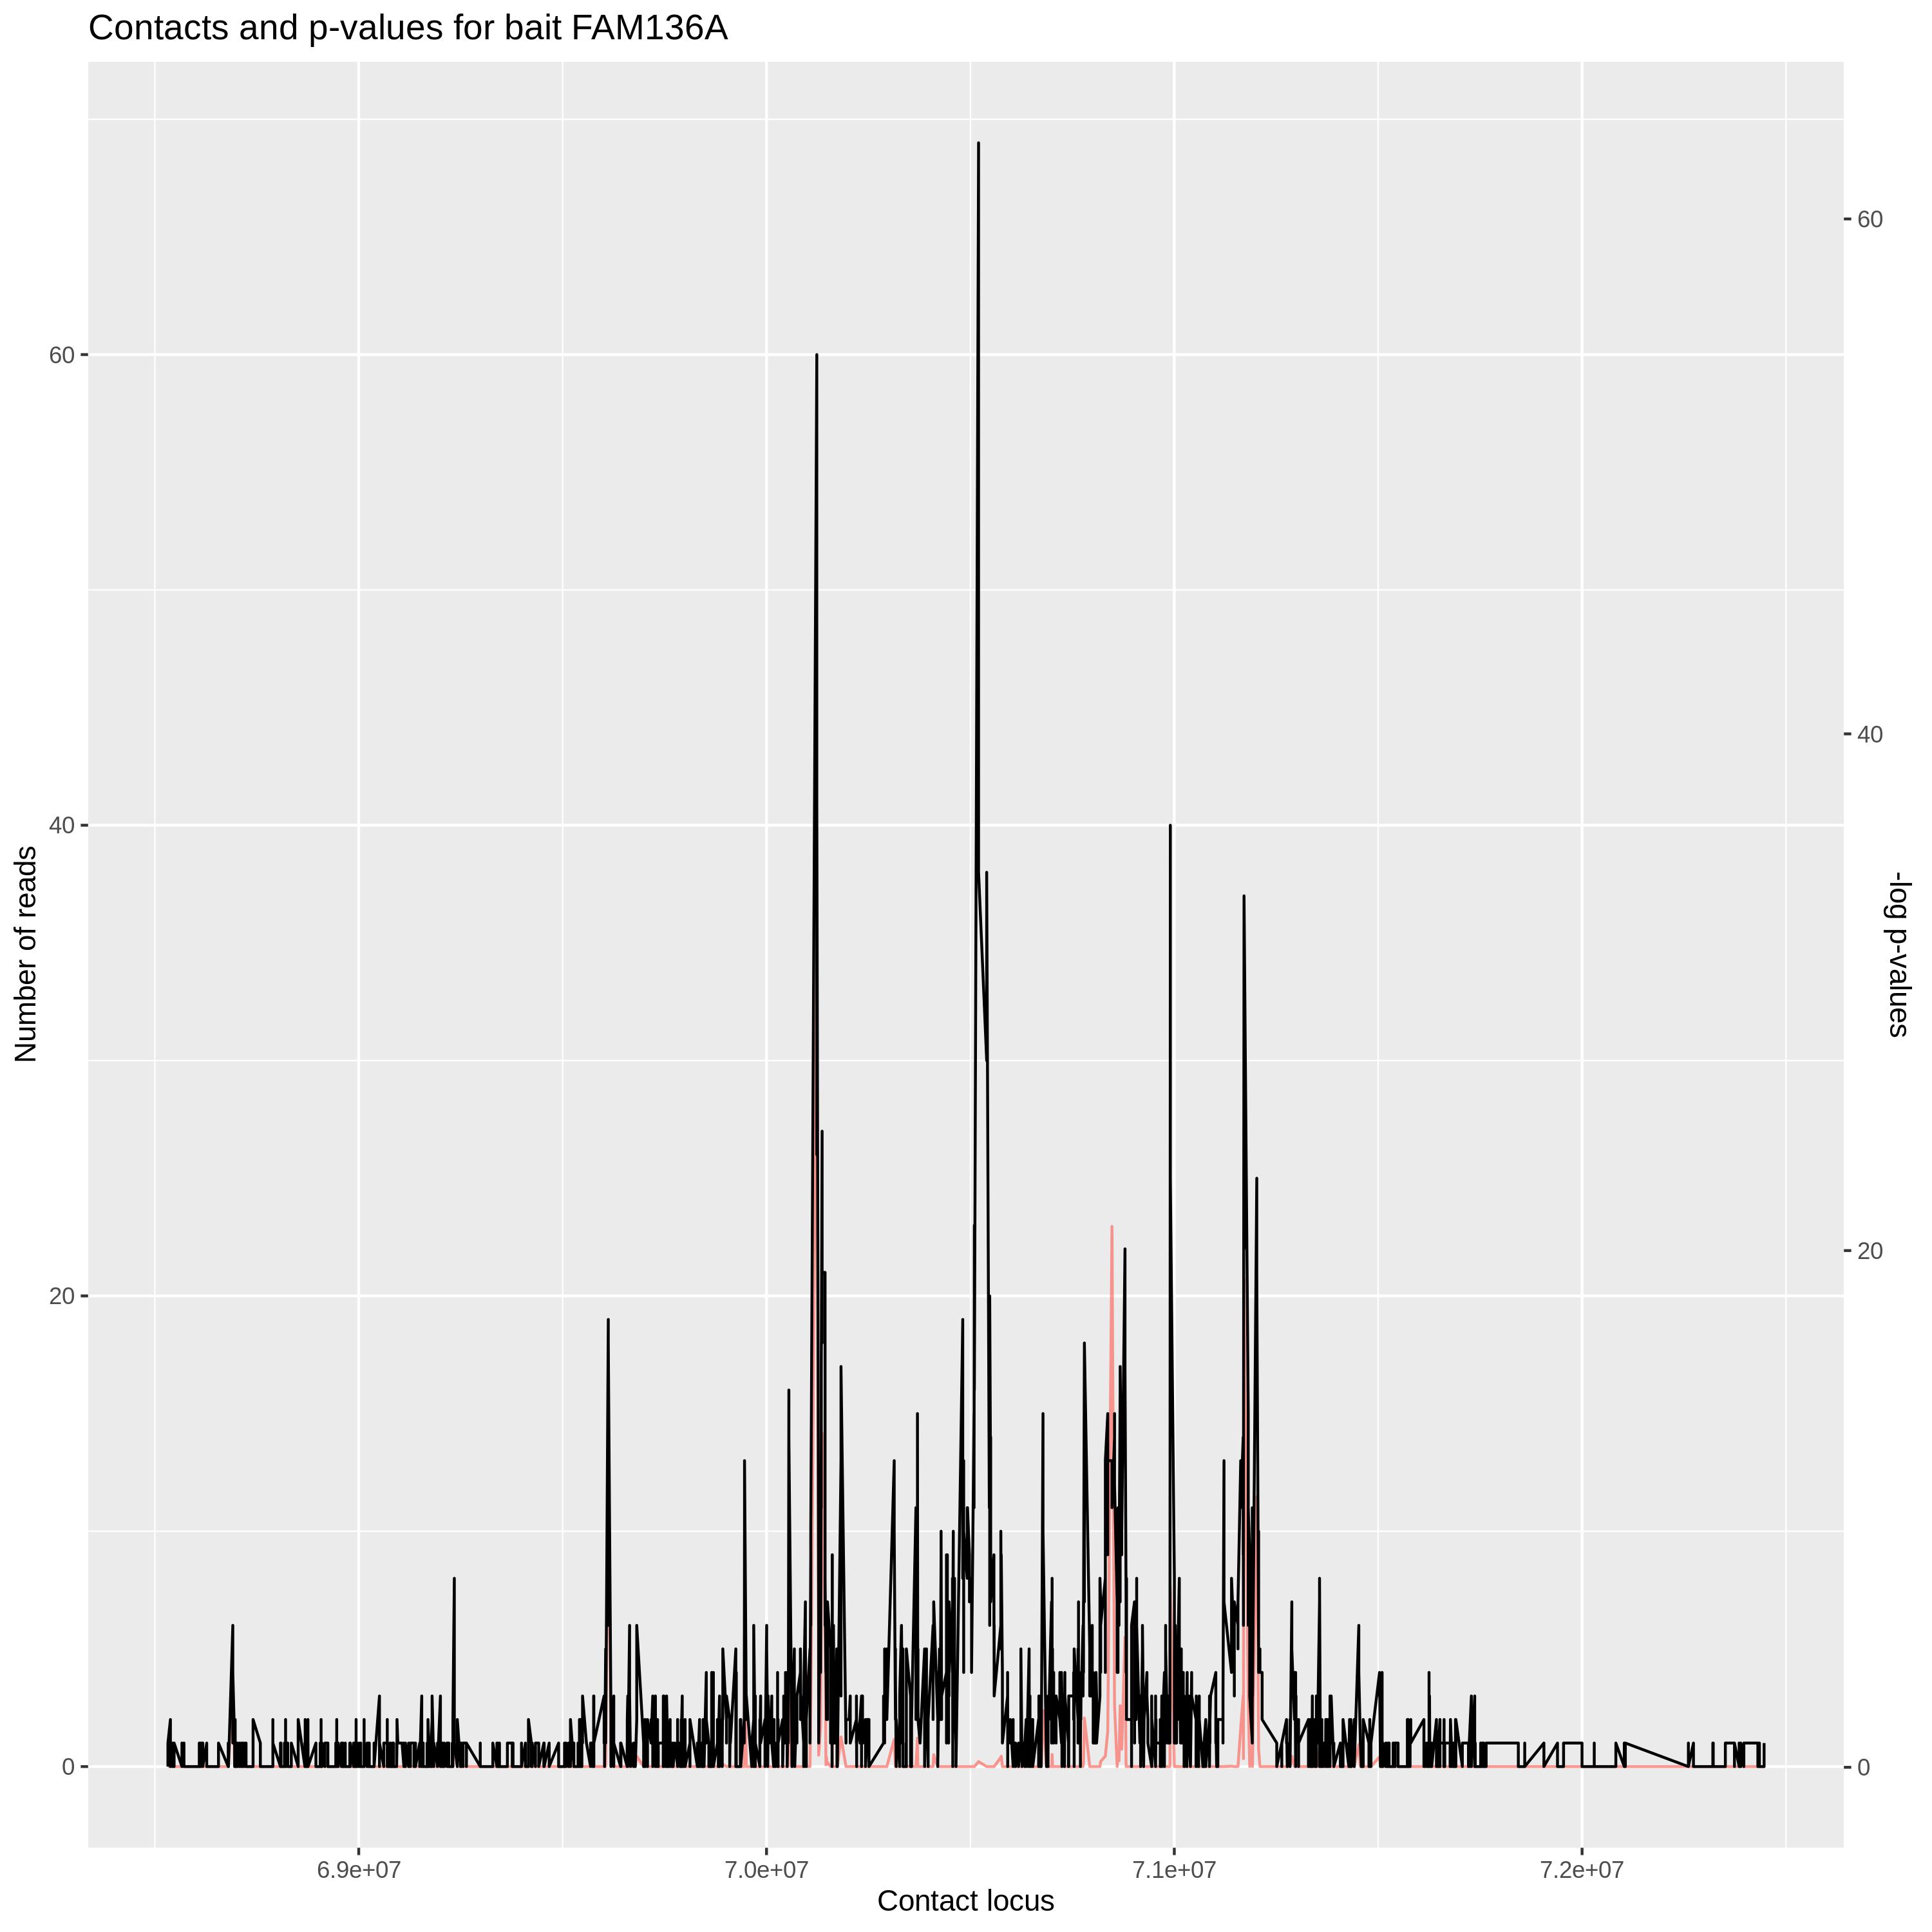 Contacts and p-values for bait FAM136A
60
40
20
0
Number of reads
60
40
20
0
-log p-values
6.9e+07 7.0e+07 7.1e+07 7.2e+07
Contact locus